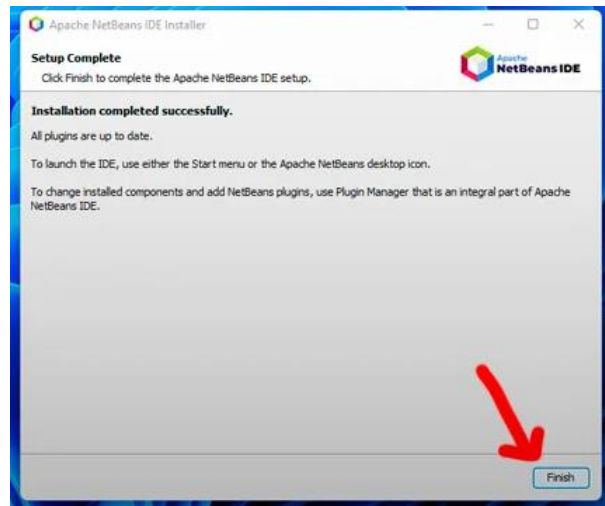 Apache NetBeans IDE Installer
Setup Complete
Click Finish to complete the Apache NetBeans IDE setup.
Apache
NetBeans IDE
Installation completed successfully.
All plugins are up to date.
To launch the IDE, use either the Start menu or the Apache NetBeans desktop icon.
To change installed components and add NetBeans plugins, use Plugin Manager that is an integral part of Apache
NetBeans IDE.
Finish